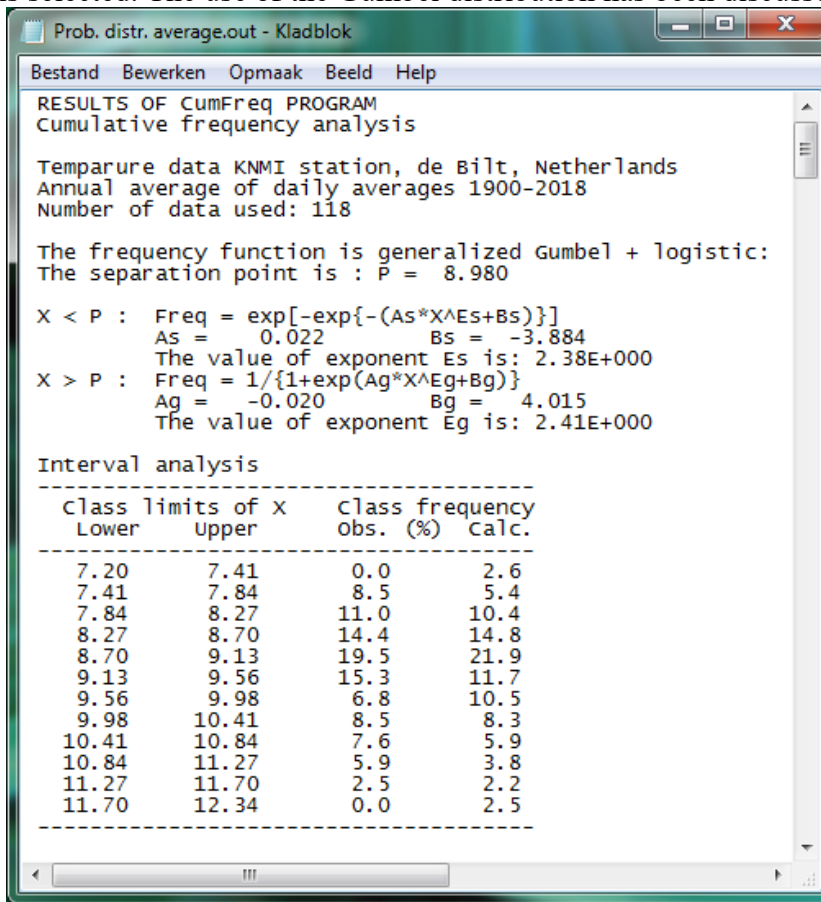 Prob. distr. average.out - Kladblok
Bestand Bewerken Opmaak Beeld Help
RESULTS OF CumFreq PROGRAM
Cumulative frequency analysis
Temparure data KNMI station, de Bilt, Netherlands
Annual average of daily averages 1900-2018
Number of data used: 118
The frequency function is generalized Gumbel + logistic:
The separation point is : P = 8.980
X < P : Freq = exp[-exp{-(As*X^Es+Bs)}]
As = 0.022 Bs = -3.884
The value of exponent Es is: 2.38E+000
X > P : Freq = 1/{1+exp(Ag*X^Eg+Bg)}
Ag = -0.020 Bg = 4.015
The value of exponent Eg is: 2.41E+000
Interval analysis
---------------------------------------
Class limits of X Class frequency
Lower Upper Obs. (%) Calc.
---------------------------------------
7.20 7.41 0.0 2.6
7.41 7.84 8.5 5.4
7.84 8.27 11.0 10.4
8.27 8.70 14.4 14.8
8.70 9.13 19.5 21.9
9.13 9.56 15.3 11.7
9.56 9.98 6.8 10.5
9.98 10.41 8.5 8.3
10.41 10.84 7.6 5.9
10.84 11.27 5.9 3.8
11.27 11.70 2.5 2.2
11.70 12.34 0.0 2.5
---------------------------------------